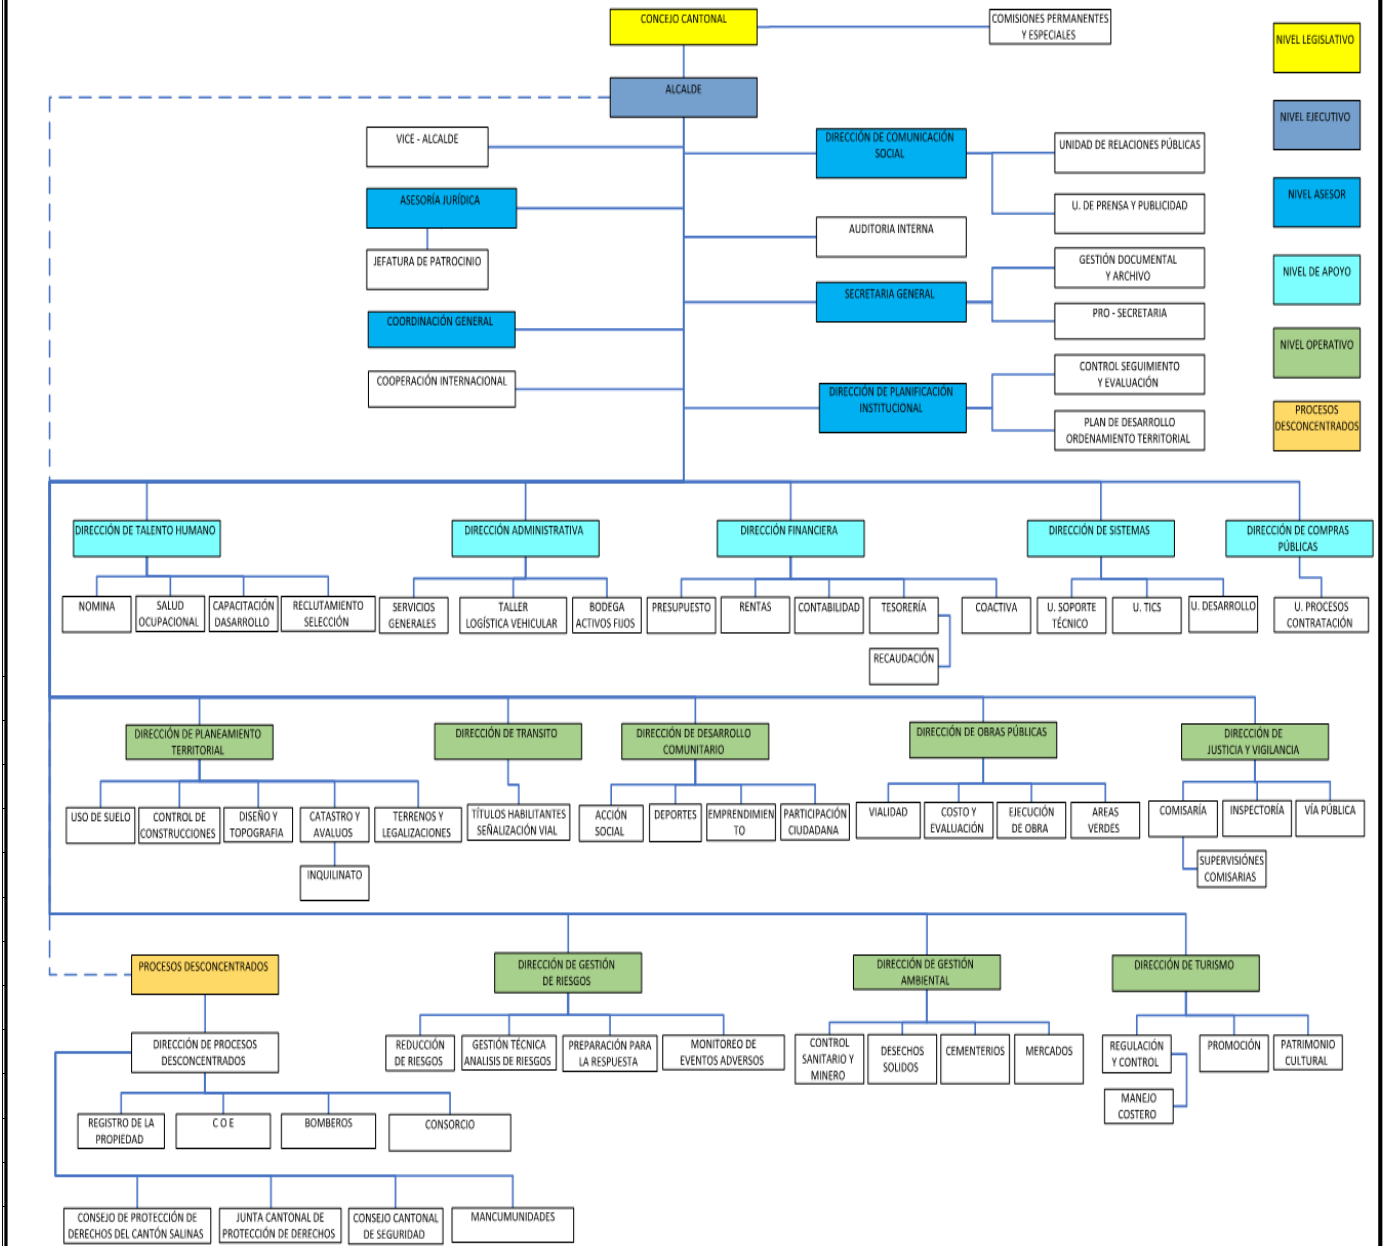 CONCEJO CANTONAL
COMISIONES PERMANENTES
Y ESPECIALES
NIVEL LEGISLATIVO
ALCALDE
NIVEL EJECUTIVO
VICE - ALCALDE
DIRECCIÓN DE COMUNICACIÓN
SOCIAL
UNIDAD DE RELACIONES PÚBLICAS
ASESORÍA JURÍDICA
U. DE PRENSA Y PUBLICIDAD
NIVEL ASESOR
JEFATURA DE PATROCINIO
AUDITORIA INTERNA
GESTIÓN DOCUMENTAL
Y ARCHIVO
NIVEL DE APOYO
SECRETARIA GENERAL
PRO - SECRETARIA
COORDINACIÓN GENERAL
NIVEL OPERATIVO
COOPERACIÓN INTERNACIONAL
DIRECCIÓN DE PLANIFICACIÓN
INSTITUCIONAL
CONTROL SEGUIMIENTO
Y EVALUACIÓN
PLAN DE DESARROLLO
ORDENAMIENTO TERRITORIAL
PROCESOS
DESCONCENTRADOS
DIRECCIÓN DE TALENTO HUMANO
DIRECCIÓN ADMINISTRATIVA
DIRECCIÓN FINANCIERA
DIRECCIÓN DE SISTEMAS
DIRECCIÓN DE COMPRAS
PÚBLICAS
NOMINA
SALUD
OCUPACIONAL
CAPACITACIÓN
DASARROLLO
RECLUTAMIENTO
SELECCIÓN
SERVICIOS
GENERALES
TALLER
LOGÍSTICA VEHICULAR
BODEGA
ACTIVOS FIJOS
PRESUPUESTO
RENTAS
CONTABILIDAD
TESORERÍA
COACTIVA
U. SOPORTE
TÉCNICO
U. TICS
U. DESARROLLO
U. PROCESOS
CONTRATACIÓN
RECAUDACIÓN
DIRECCIÓN DE PLANEAMIENTO
TERRITORIAL
DIRECCIÓN DE TRANSITO
DIRECCIÓN DE DESARROLLO
COMUNITARIO
DIRECCIÓN DE OBRAS PÚBLICAS
DIRECCIÓN DE
JUSTICIA Y VIGILANCIA
USO DE SUELO
CONTROL DE
CONSTRUCCIONES
DISEÑO Y
TOPOGRAFIA
CATASTRO Y
AVALUOS
TERRENOS Y
LEGALIZACIONES
TÍTULOS HABILITANTES
SEÑALIZACIÓN VIAL
ACCIÓN
SOCIAL
DEPORTES
EMPRENDIMIEN
TO
PARTICIPACIÓN
CIUDADANA
VIALIDAD
COSTO Y
EVALUACIÓN
EJECUCIÓN
DE OBRA
AREAS
VERDES
COMISARÍA
INSPECTORÍA
VÍA PÚBLICA
INQUILINATO
SUPERVISIÓNES
COMISARIAS
PROCESOS DESCONCENTRADOS
DIRECCIÓN DE GESTIÓN
DE RIESGOS
DIRECCIÓN DE GESTIÓN
AMBIENTAL
DIRECCIÓN DE TURISMO
DIRECCIÓN DE PROCESOS
DESCONCENTRADOS
REDUCCIÓN
DE RIESGOS
GESTIÓN TÉCNICA
ANALISIS DE RIESGOS
PREPARACIÓN PARA
LA RESPUESTA
MONITOREO DE
EVENTOS ADVERSOS
CONTROL
SANITARIO Y
MINERO
DESECHOS
SOLIDOS
CEMENTERIOS
MERCADOS
REGULACIÓN
Y CONTROL
PROMOCIÓN
PATRIMONIO
CULTURAL
MANEJO
COSTERO
REGISTRO DE LA
PROPIEDAD
C O E
BOMBEROS
CONSORCIO
CONSEJO DE PROTECCIÓN DE
DERECHOS DEL CANTÓN SALINAS
JUNTA CANTONAL DE
PROTECCIÓN DE DERECHOS
CONSEJO CANTONAL
DE SEGURIDAD
MANCUMUNIDADES